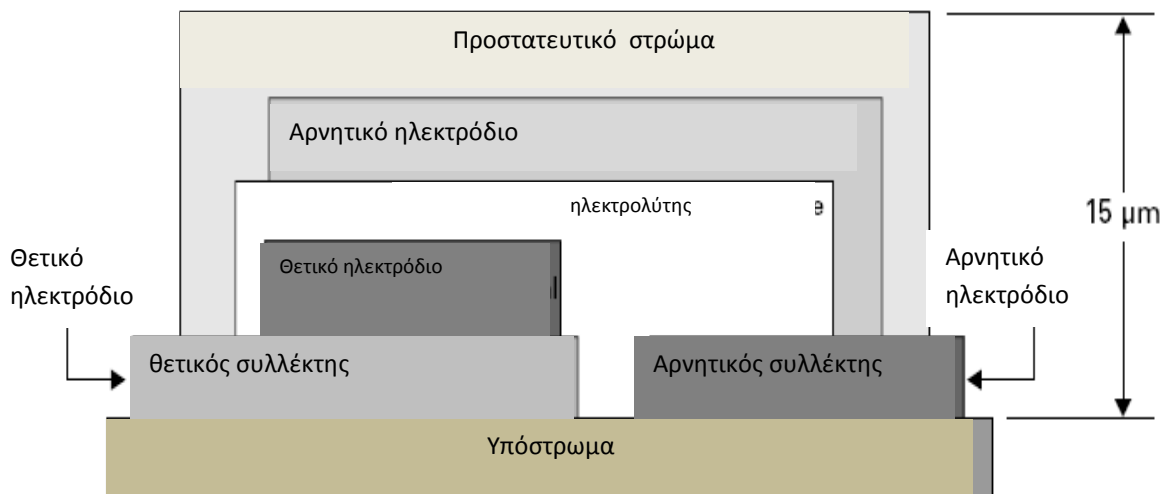 Προστατευτικό στρώμα
Αρνητικό ηλεκτρόδιο
ηλεκτρολύτης
e
15 μm
Θετικό ηλεκτρόδιο
l
Θετικό
ηλεκτρόδιο
Αρνητικό
ηλεκτρόδιο
θετικός συλλέκτης
Αρνητικός συλλέκτης
Υπόστρωμα